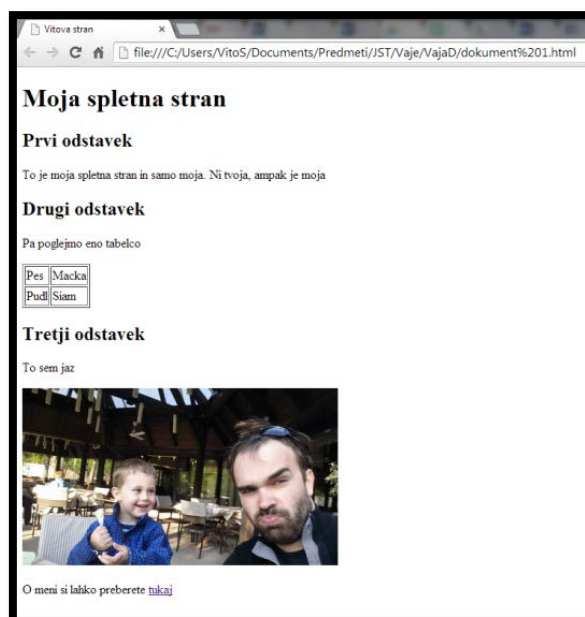 Vitova stran
file:///C:/Users/VitoS/Documents/Predmeti/JST/Vaje/VajaD/dokument%201.html
Moja spletna stran
Prvi odstavek
To je moja spletna stran in samo moja. Ni tvoja, ampak je moja
Drugi odstavek
Pa poglejmo eno tabelco
Pes Macka
Pudl Siam
Tretji odstavek
To sem jaz
O meni si lahko preberete tukaj